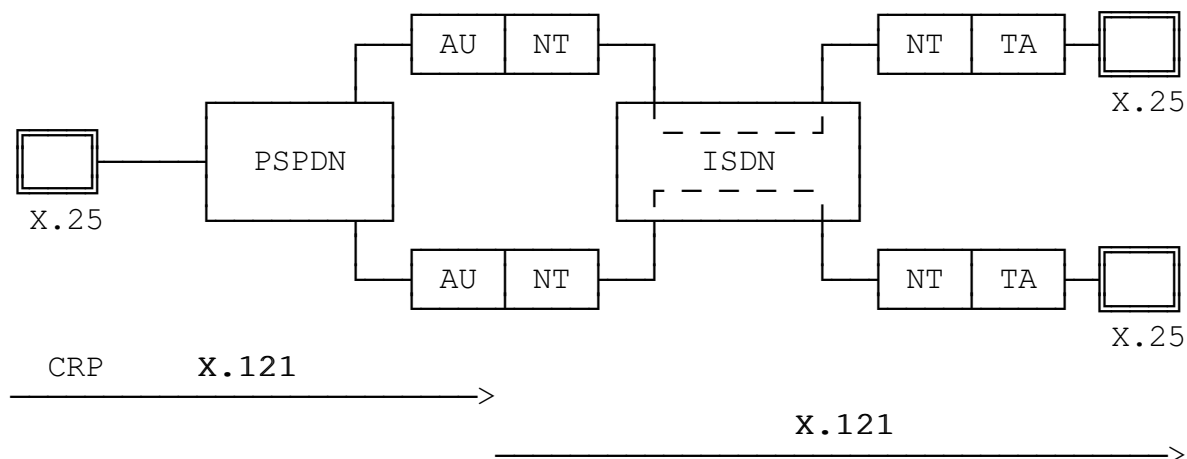 AU NT NT TA
X.25
PSPDN ISDN
X.25
AU NT NT TA
X.25
CRP X.121
X.121